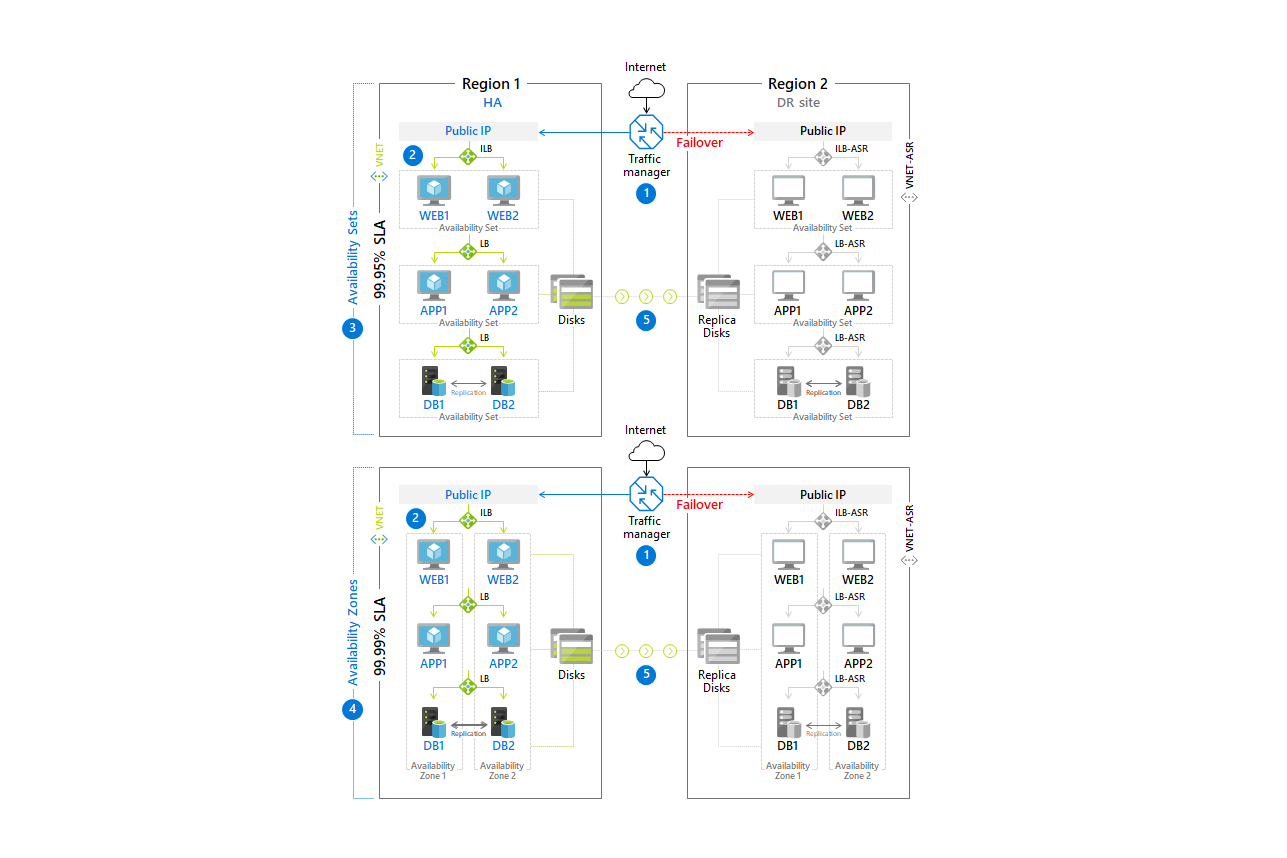 Internet
Region 1
HA
Region 2
DR site
Public IP
Failover
Public IP
Traffic
manager
1
2
ILB
VNET
WEB1 WEB2
Availability Set
LB
APP1 APP2
Availability Set
LB
DB1 Replication DB2
Availability Set
Availability Sets
99.95% SLA
3
Disks
5
Replica
Disks
ILB-ASR
VNET-ASR
WEB1 WEB2
Availability Set
LB-ASR
APP1 APP2
Availability Set
LB-ASR
DB1 Replication DB2
Availability Set
Internet
Public IP
Failover
Public IP
Traffic
manager
1
2
ILB
VNET
WEB1 WEB2
LB
APP1 APP2
LB
DB1 Replication DB2
Availability
Zone 1
Availability
Zone 2
Availability Zones
99.99% SLA
4
Disks
5
Replica
Disks
ILB-ASR
VNET-ASR
WEB1 WEB2
LB-ASR
APP1 APP2
LB-ASR
DB1 Replication DB2
Availability
Zone 1
Availability
Zone 2